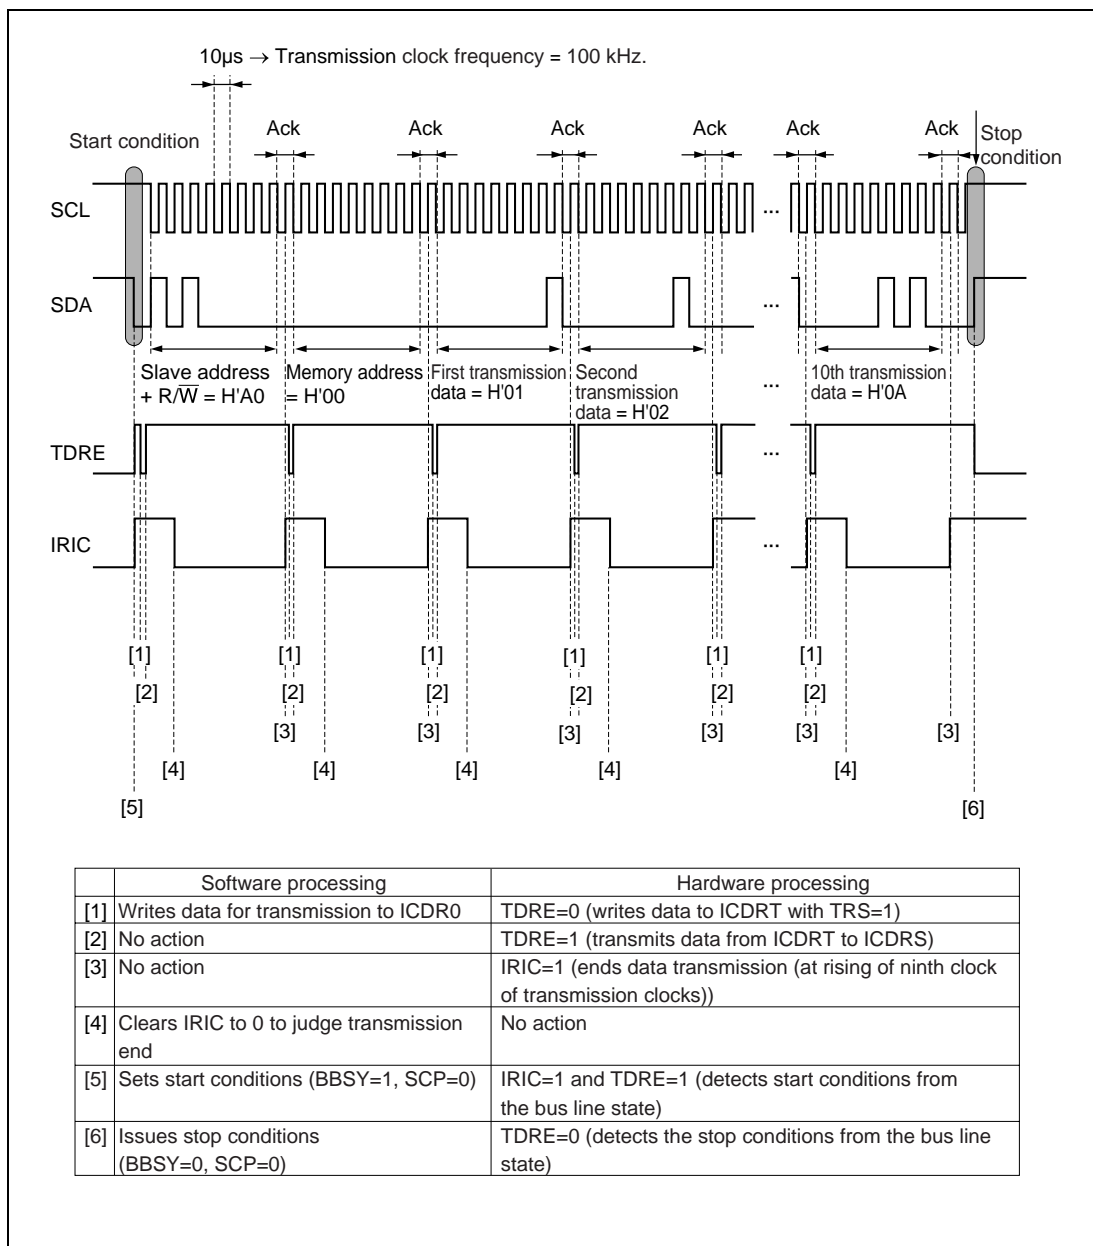 10µs → Transmission clock frequency = 100 kHz.
Start condition
Ack
Ack
Ack
Ack
Ack
Ack
Stop
condition
SCL
...
SDA
...
Slave address
+ R/W̅ = H'A0
Memory address
= H'00
First transmission
data = H'01
Second
transmission
data = H'02
...
10th transmission
data = H'0A
TDRE
...
IRIC
...
[1] [1] [1] [1] [1] [1]
[2] [2] [2] [2] [2] [2]
[3] [3] [3] [3] [3] [3]
[4] [4] [4] [4] [4]
[5] [6]
Software processing Hardware processing
[1] Writes data for transmission to ICDR0 TDRE=0 (writes data to ICDRT with TRS=1)
[2] No action TDRE=1 (transmits data from ICDRT to ICDRS)
[3] No action IRIC=1 (ends data transmission (at rising of ninth clock
of transmission clocks))
[4] Clears IRIC to 0 to judge transmission No action
end
[5] Sets start conditions (BBSY=1, SCP=0) IRIC=1 and TDRE=1 (detects start conditions from
the bus line state)
[6] Issues stop conditions TDRE=0 (detects the stop conditions from the bus line
(BBSY=0, SCP=0) state)